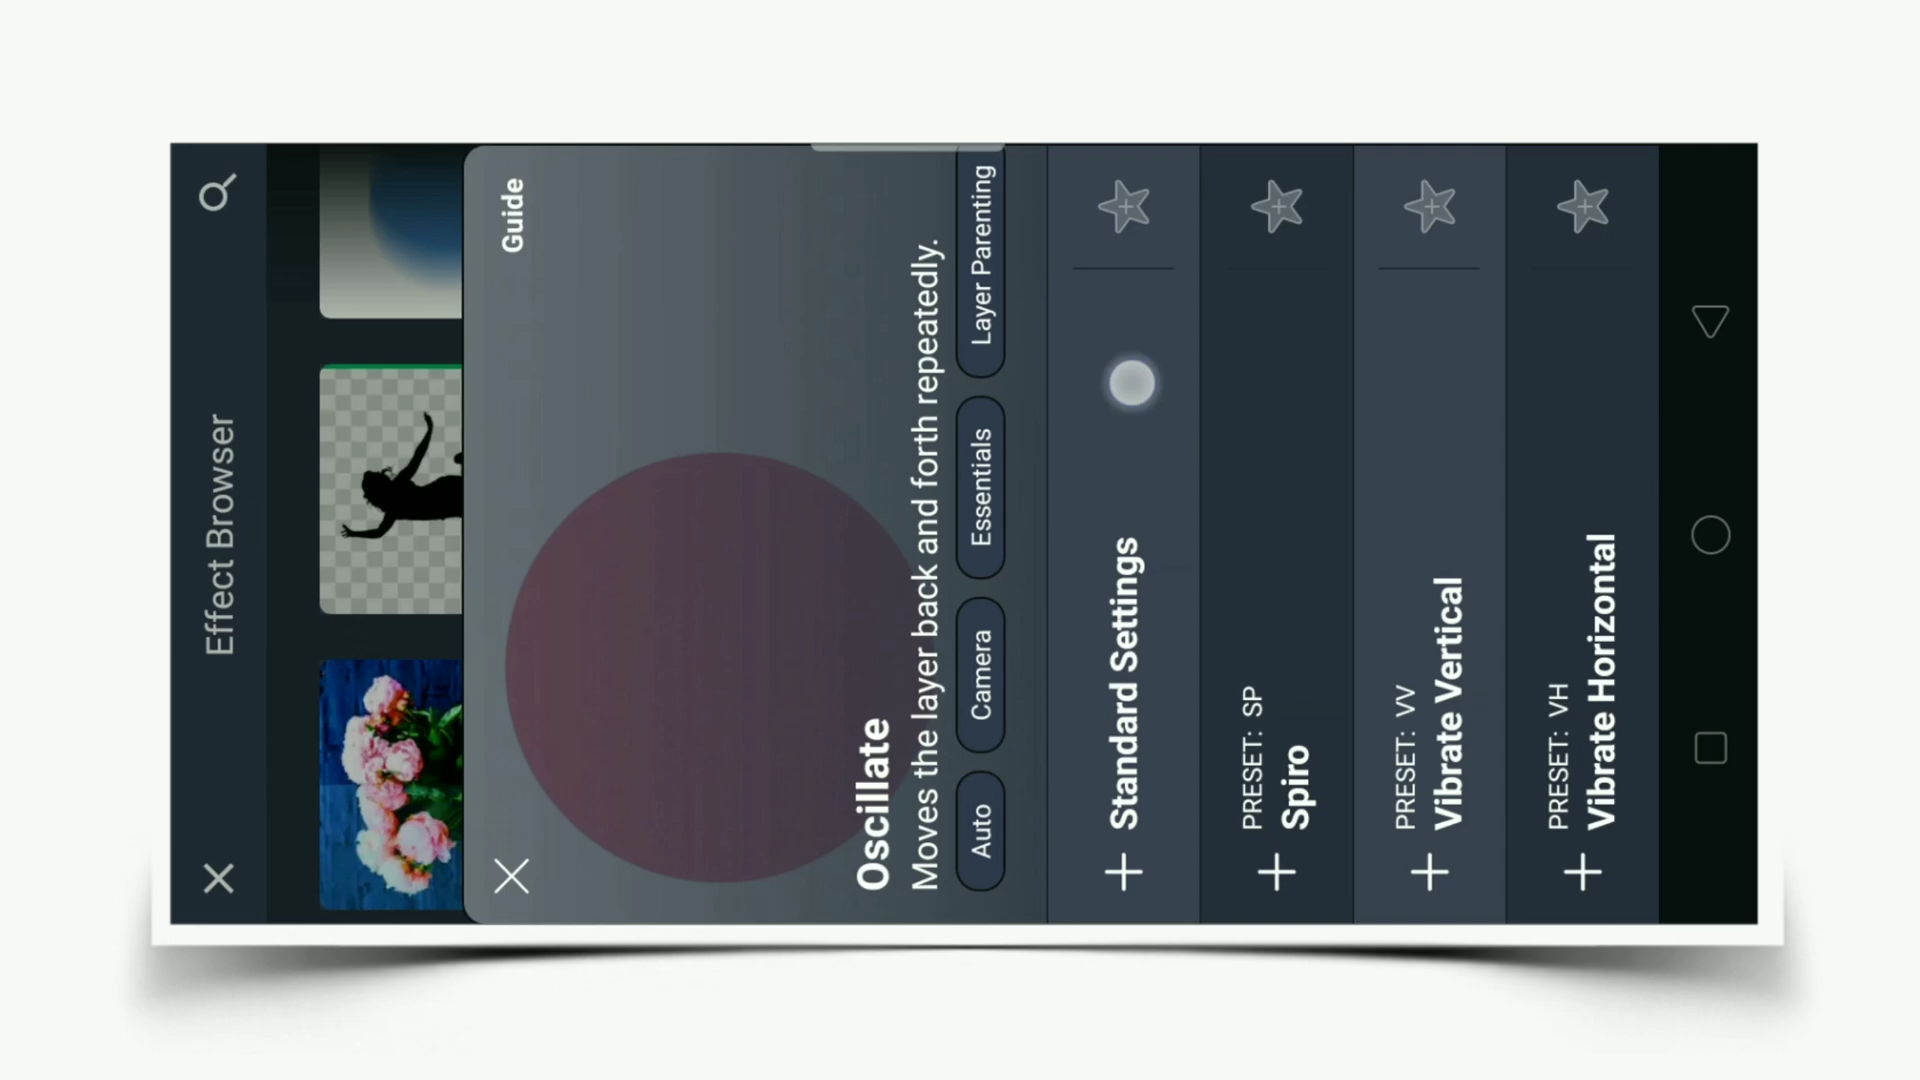 Effect Browser
Guide
Oscillate
Moves the layer back and forth repeatedly.
Auto Camera Essentials Layer Parenting
Standard Settings
PRESET: SP
Spiro
PRESET: VV
Vibrate Vertical
PRESET: VH
Vibrate Horizontal